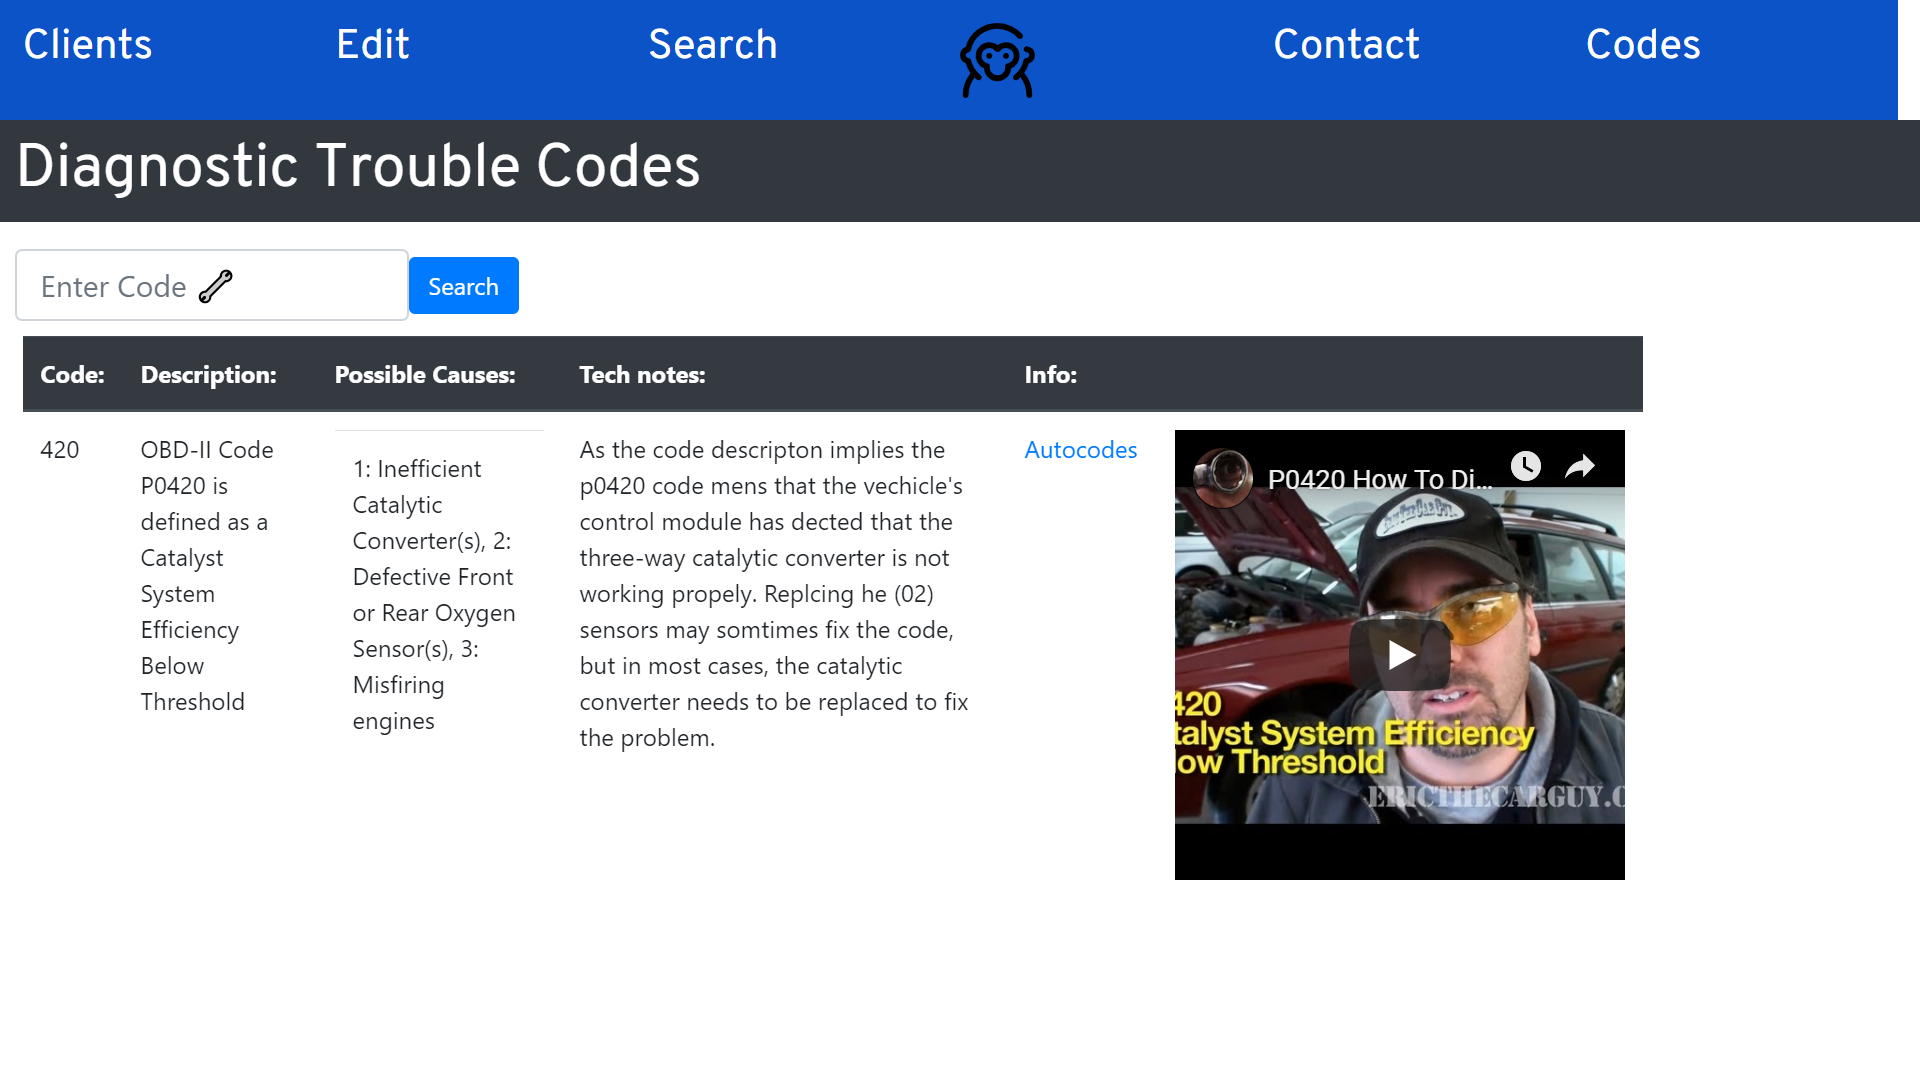 Clients Edit Search Contact Codes
Diagnostic Trouble Codes
Enter Code Search
Code: Description: Possible Causes: Tech notes: Info:
420
OBD-II Code
P0420 is
defined as a
Catalyst
System
Efficiency
Below
Threshold
1: Inefficient
Catalytic
Converter(s), 2:
Defective Front
or Rear Oxygen
Sensor(s), 3:
Misfiring
engines
As the code descripton implies the
p0420 code mens that the vechicle's
control module has dected that the
three-way catalytic converter is not
working propely. Replcing he (02)
sensors may somtimes fix the code,
but in most cases, the catalytic
converter needs to be replaced to fix
the problem.
Autocodes
P0420 How To Di...
420
talyst System Efficiency
low Threshold
ERICTHECARGUY.C